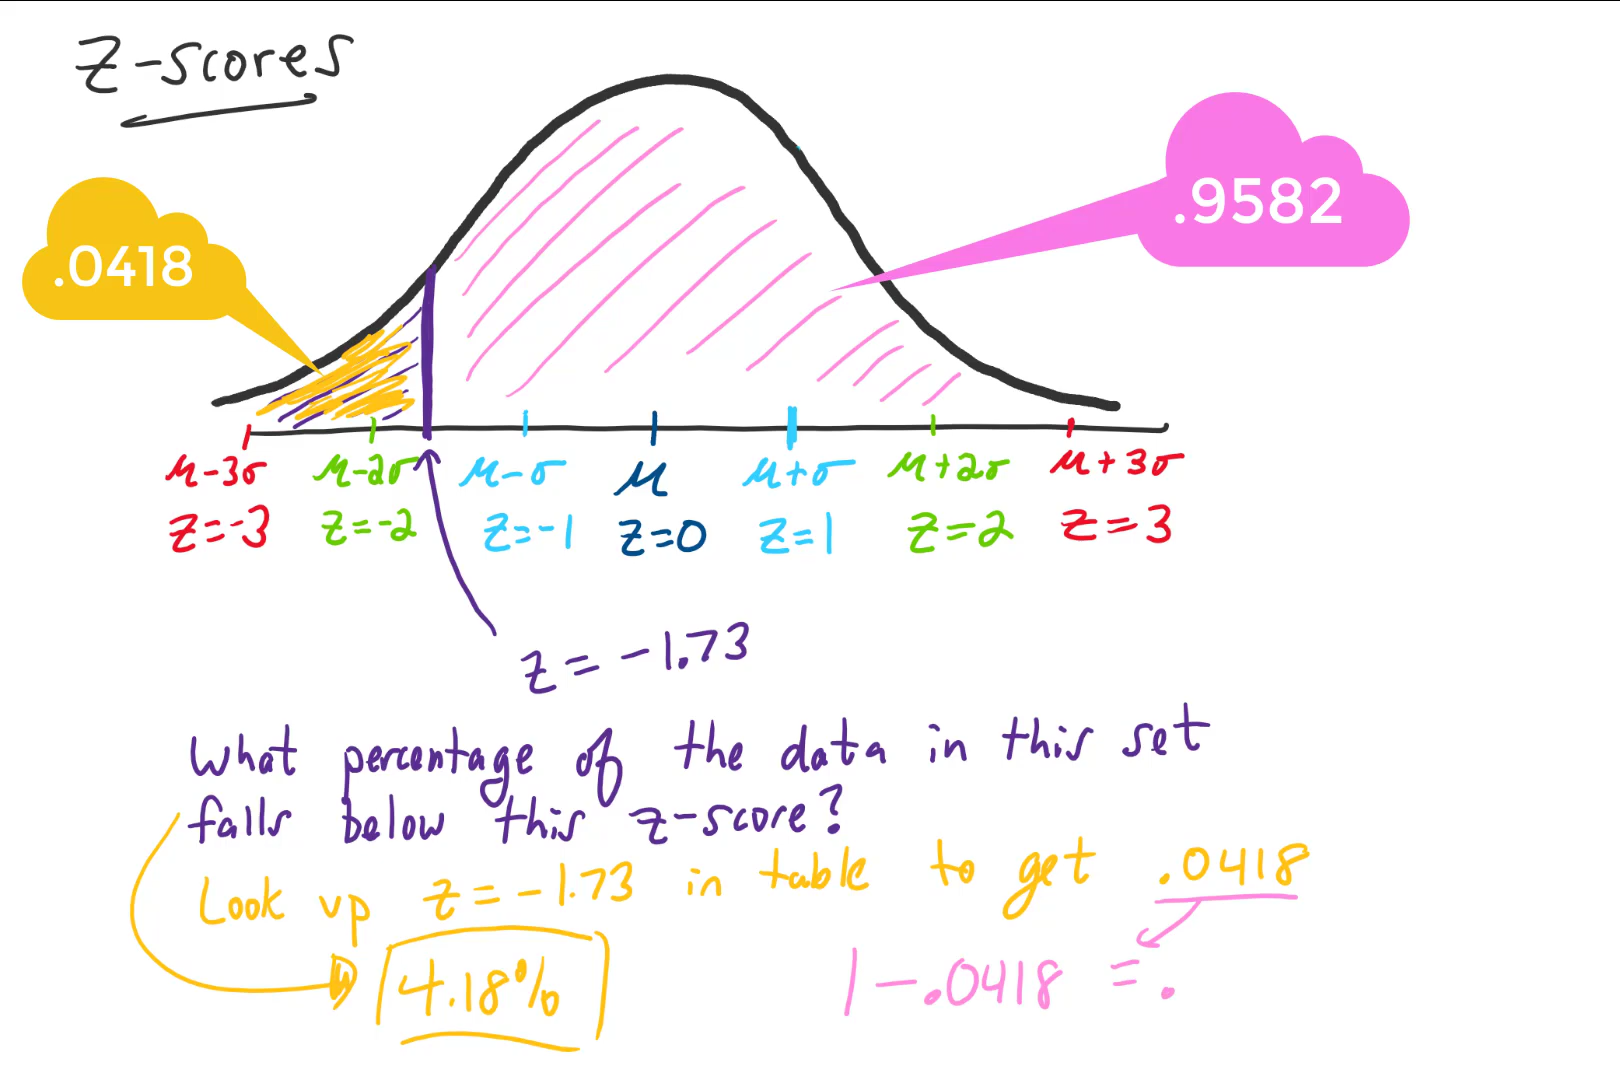 Z-scores
.9582
.0418
μ-3σ μ-2σ μ-σ μ μ+σ μ+2σ μ+3σ
z=-3 z=-2 z=-1 z=0 z=1 z=2 z=3
z = -1.73
What percentage of the data in this set
falls below this z-score?
Look up z = -1.73 in table to get .0418
4.18%
1-.0418 = .